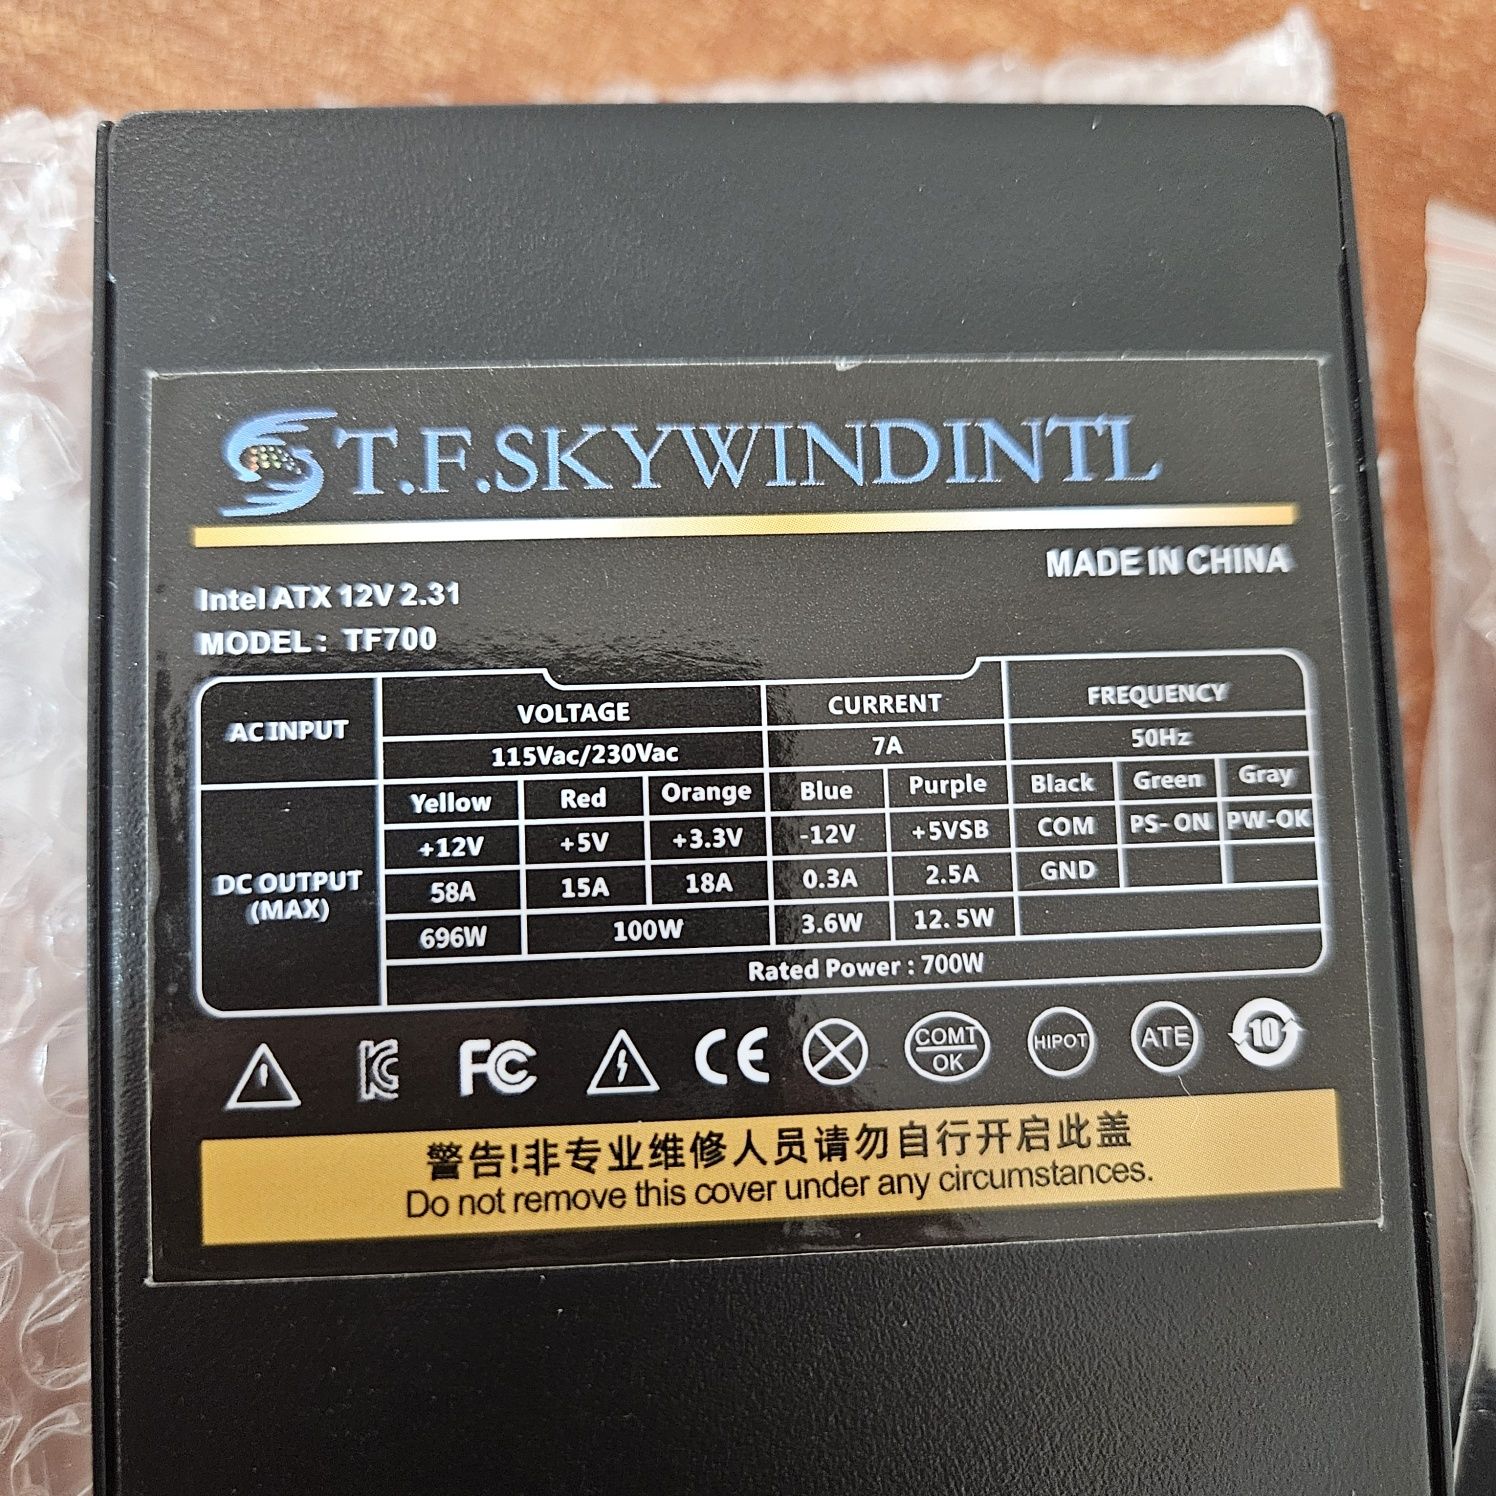 T.F.SKYWINDINTL
MADE IN CHINA
Intel ATX 12V 2.31
MODEL: TF700
AC INPUT VOLTAGE CURRENT FREQUENCY
115Vac/230Vac 7A 50Hz
DC OUTPUT (MAX) Yellow Red Orange Blue Purple Black Green Gray
+12V +5V +3.3V -12V +5VSB COM PS-ON PW-OK
58A 15A 18A 0.3A 2.5A GND
696W 100W 3.6W 12.5W
Rated Power : 700W
FC CE COMT OK HIPOT ATE 10
警告!非专业维修人员请勿自行开启此盖
Do not remove this cover under any circumstances.